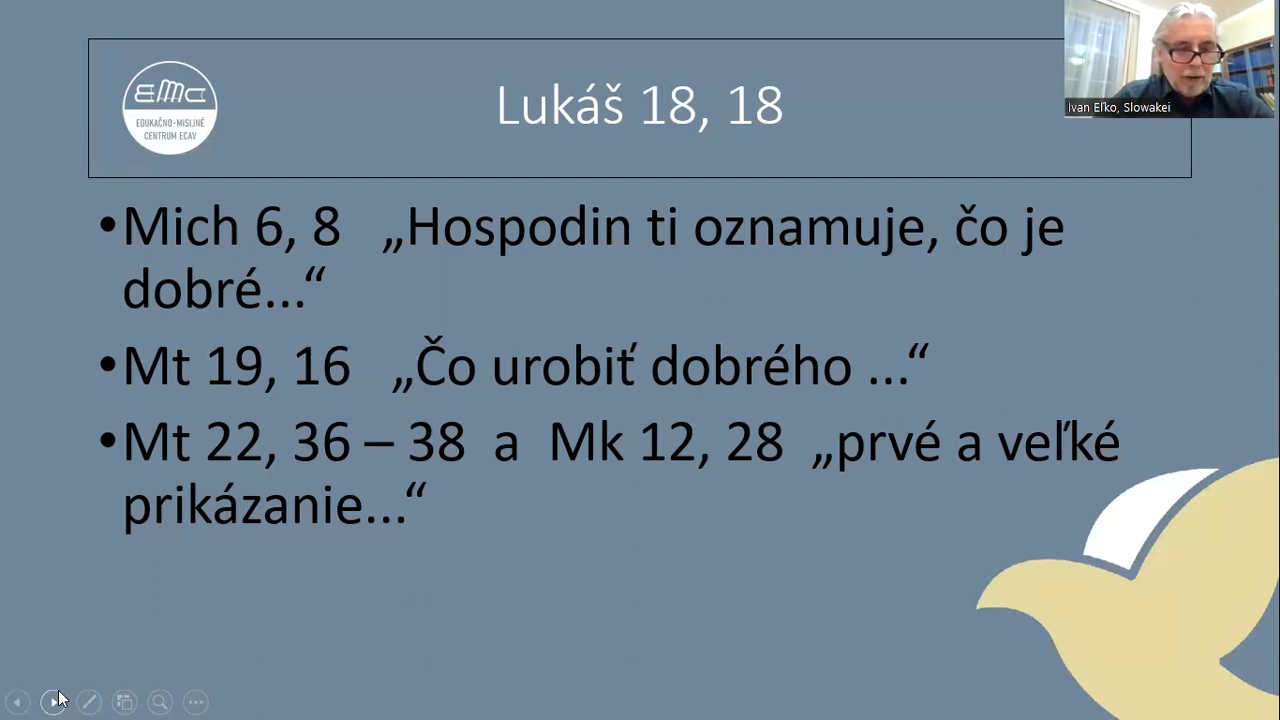 EMC
EDUKAČNO-MISIJNÉ
CENTRUM ECAV
Lukáš 18, 18
Ivan Eľko, Slowakei
•Mich 6, 8 „Hospodin ti oznamuje, čo je
dobré...“
•Mt 19, 16 „Čo urobiť dobrého ...“
•Mt 22, 36 – 38 a Mk 12, 28 „prvé a veľké
prikázanie...“